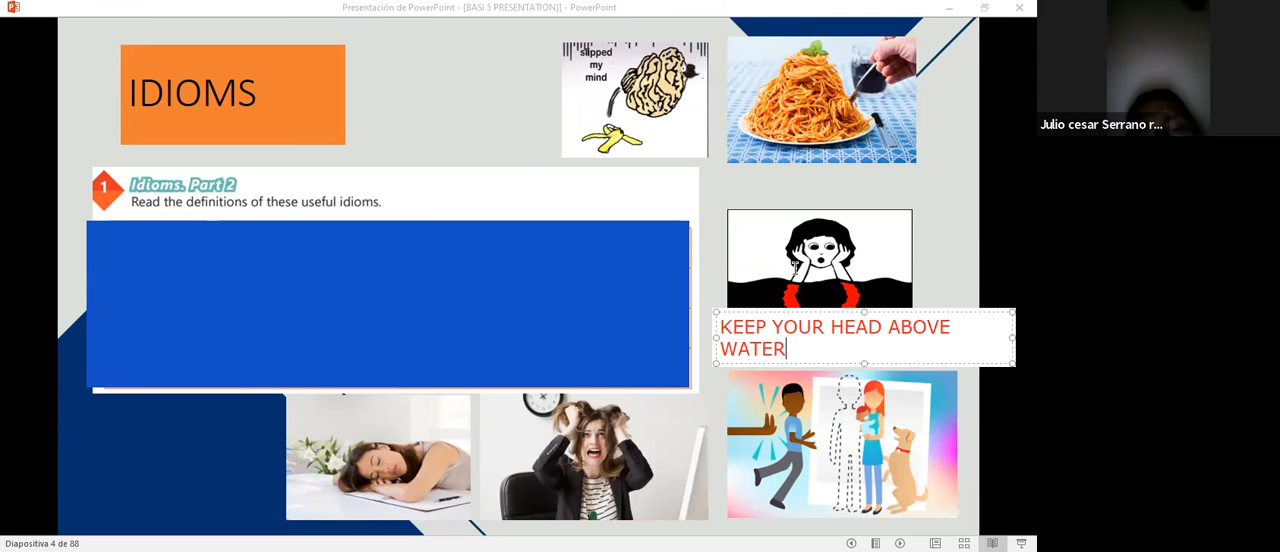 Presentación de PowerPoint - [BASI 5 PRESENTATION)] - PowerPoint
IDIOMS
slipped
my
mind
Julio cesar Serrano r...
1 Idioms. Part 2
Read the definitions of these useful idioms.
KEEP YOUR HEAD ABOVE
WATER
Diapositiva 4 de 88